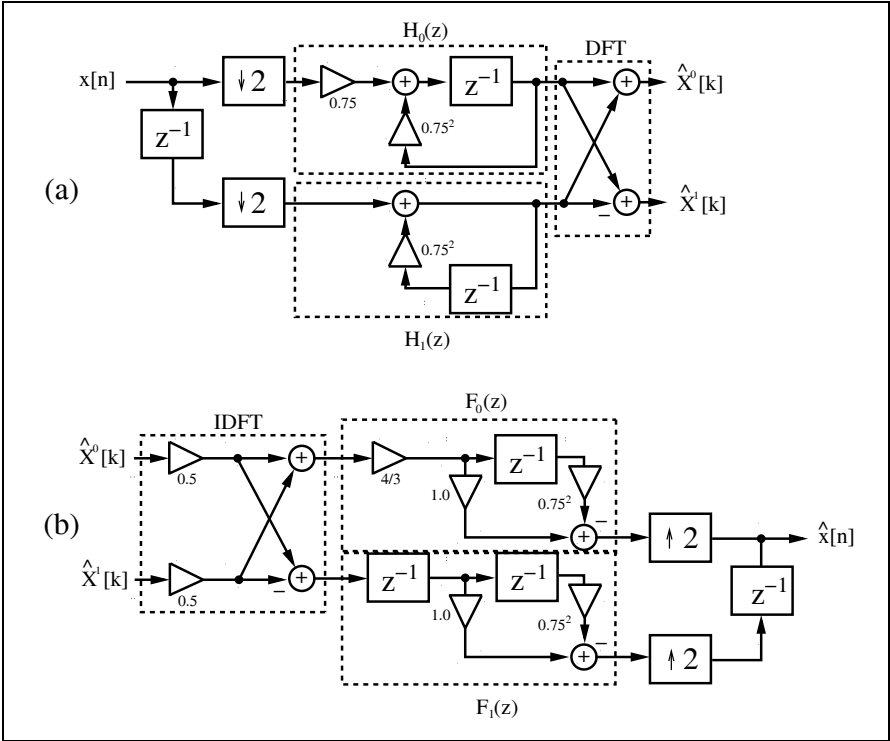 H₀(z)
DFT
x[n]
↓ 2
0.75
+
z⁻¹
+
X̂⁰[k]
0.75²
z⁻¹
(a)
↓ 2
+
−
+
X̂¹[k]
0.75²
z⁻¹
H₁(z)
F₀(z)
IDFT
X̂⁰[k]
0.5
+
4/3
z⁻¹
1.0
0.75²
−
(b)
+
↑ 2
x̂[n]
X̂¹[k]
0.5
−
+
z⁻¹
z⁻¹
z⁻¹
1.0
0.75²
−
+
↑ 2
F₁(z)